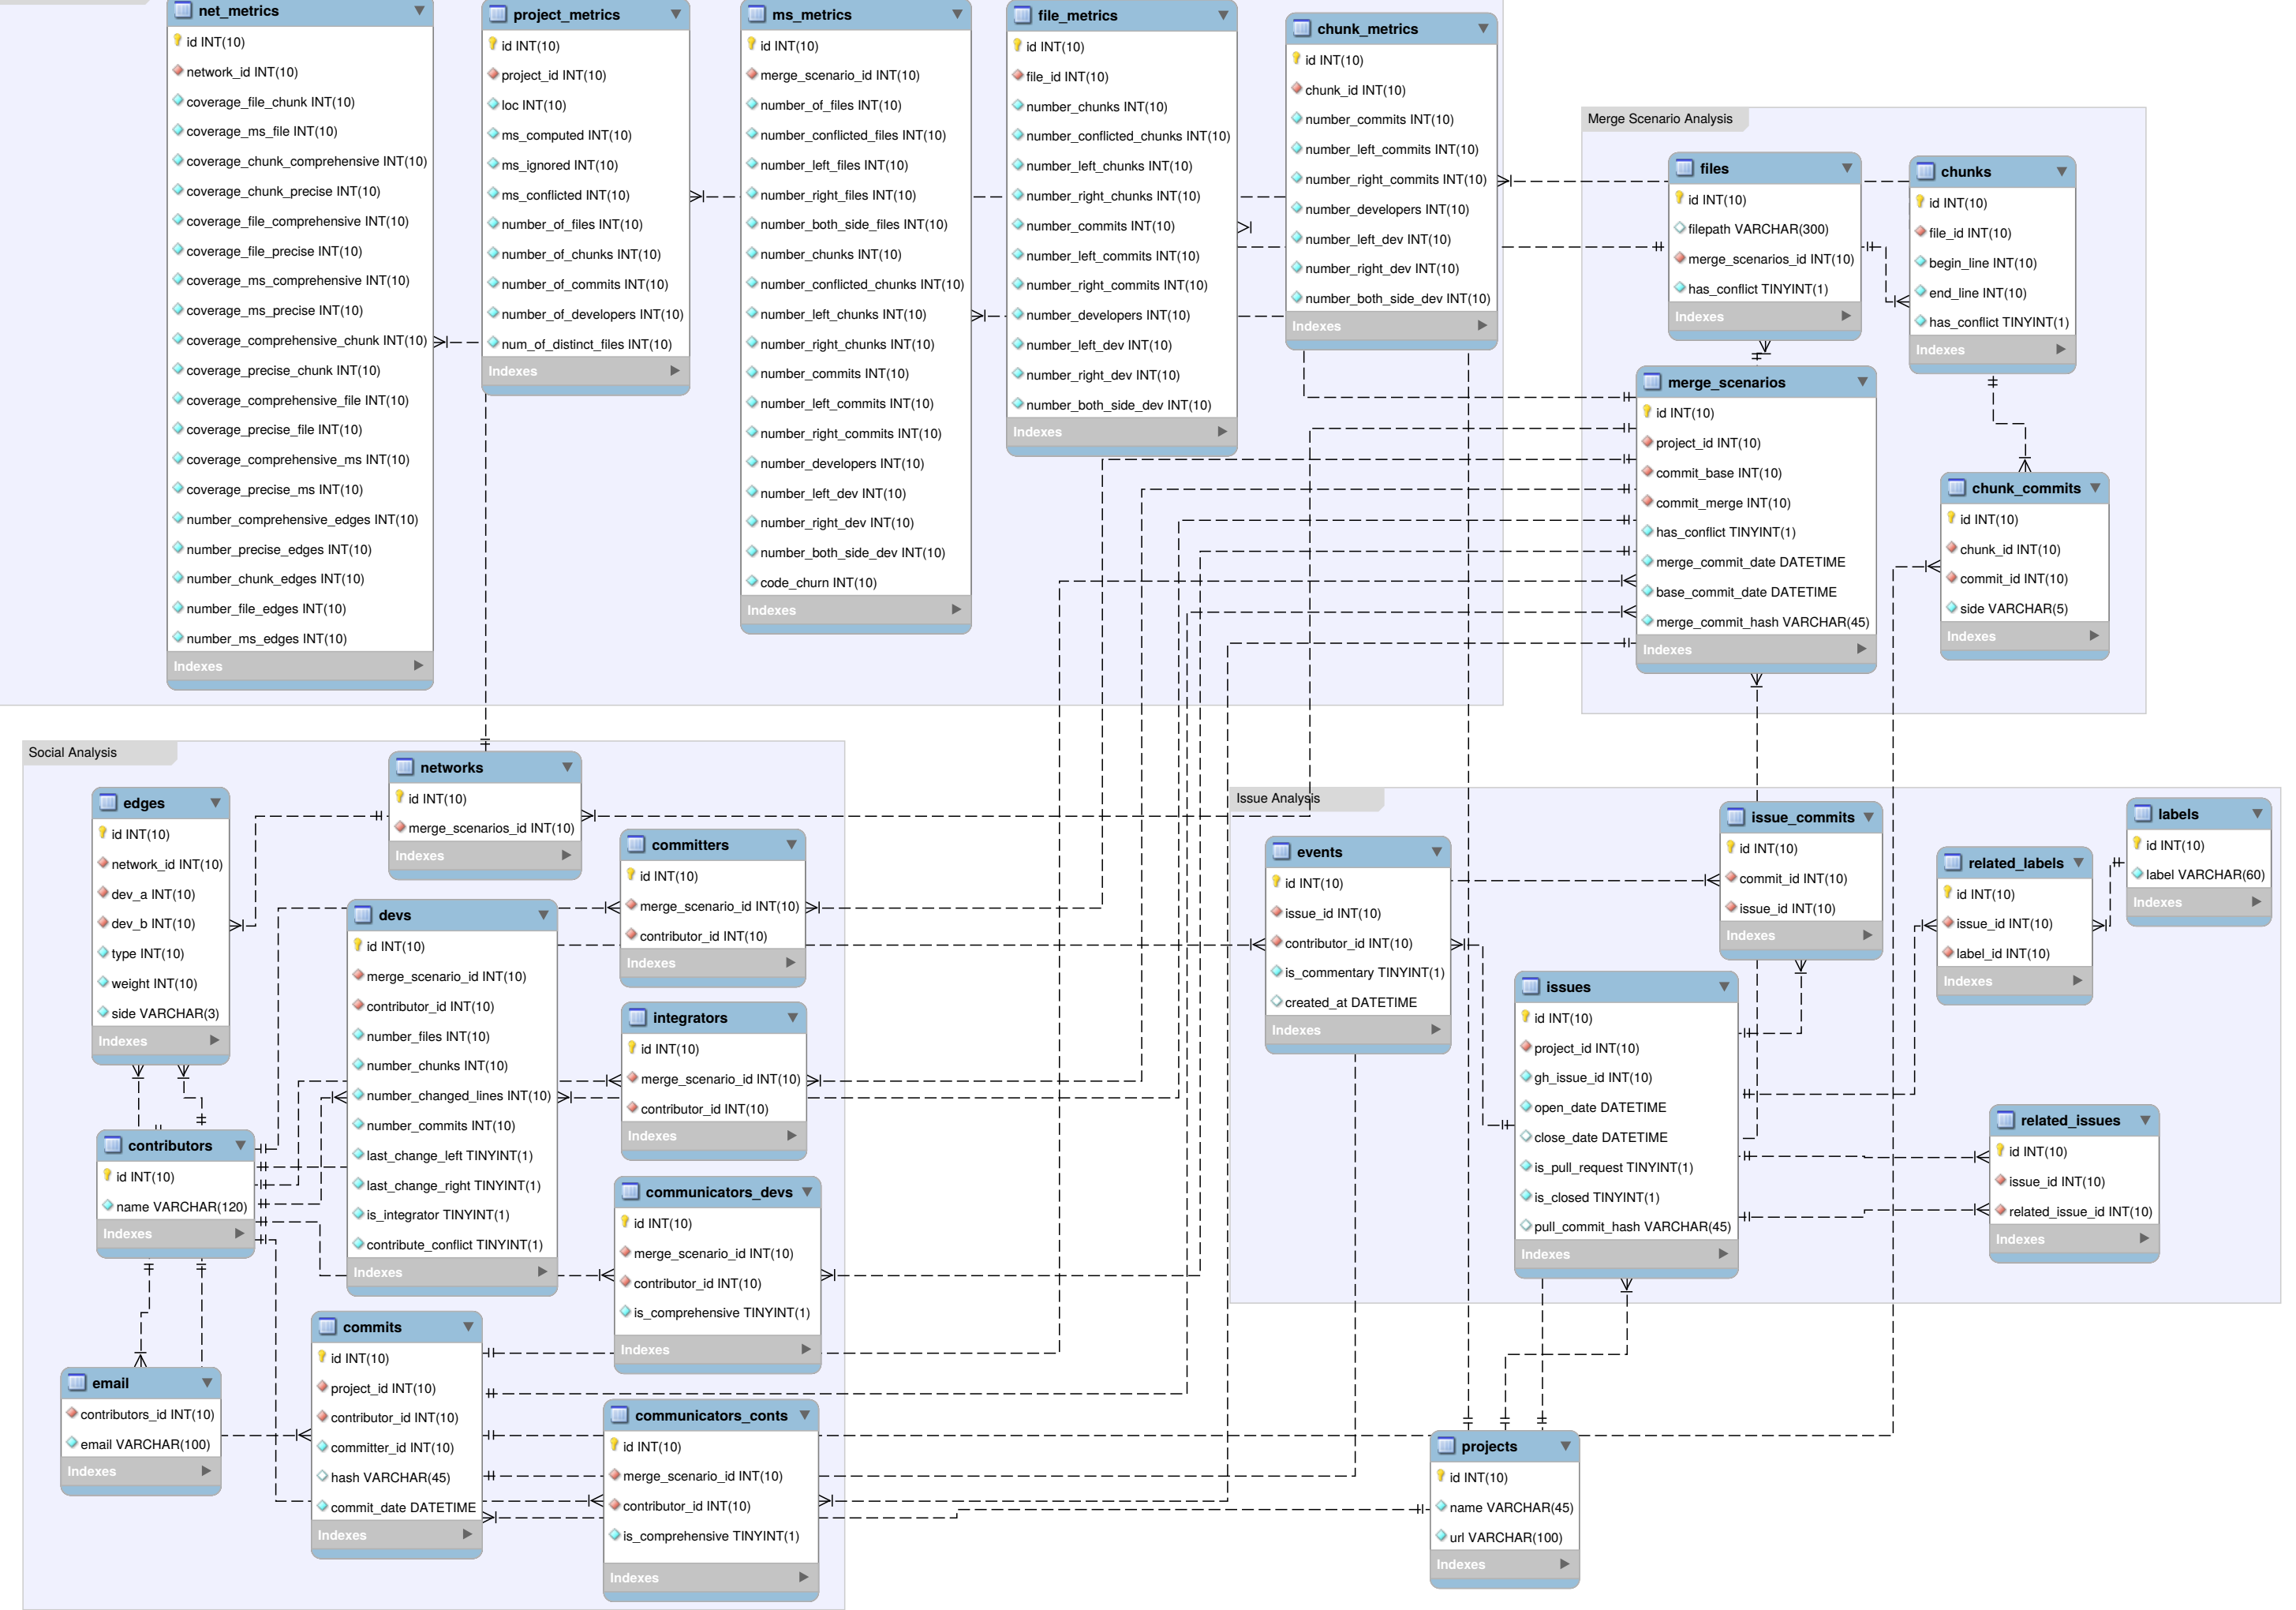 net_metrics
id INT(10)
network_id INT(10)
coverage_file_chunk INT(10)
coverage_ms_file INT(10)
coverage_chunk_comprehensive INT(10)
coverage_chunk_precise INT(10)
coverage_file_comprehensive INT(10)
coverage_file_precise INT(10)
coverage_ms_comprehensive INT(10)
coverage_ms_precise INT(10)
coverage_comprehensive_chunk INT(10)
coverage_precise_chunk INT(10)
coverage_comprehensive_file INT(10)
coverage_precise_file INT(10)
coverage_comprehensive_ms INT(10)
coverage_precise_ms INT(10)
number_comprehensive_edges INT(10)
number_precise_edges INT(10)
number_chunk_edges INT(10)
number_file_edges INT(10)
number_ms_edges INT(10)
Indexes
project_metrics
id INT(10)
project_id INT(10)
loc INT(10)
ms_computed INT(10)
ms_ignored INT(10)
ms_conflicted INT(10)
number_of_files INT(10)
number_of_chunks INT(10)
number_of_commits INT(10)
number_of_developers INT(10)
num_of_distinct_files INT(10)
Indexes
ms_metrics
id INT(10)
merge_scenario_id INT(10)
number_of_files INT(10)
number_conflicted_files INT(10)
number_left_files INT(10)
number_right_files INT(10)
number_both_side_files INT(10)
number_chunks INT(10)
number_conflicted_chunks INT(10)
number_left_chunks INT(10)
number_right_chunks INT(10)
number_commits INT(10)
number_left_commits INT(10)
number_right_commits INT(10)
number_developers INT(10)
number_left_dev INT(10)
number_right_dev INT(10)
number_both_side_dev INT(10)
code_churn INT(10)
Indexes
file_metrics
id INT(10)
file_id INT(10)
number_chunks INT(10)
number_conflicted_chunks INT(10)
number_left_chunks INT(10)
number_right_chunks INT(10)
number_commits INT(10)
number_left_commits INT(10)
number_right_commits INT(10)
number_developers INT(10)
number_left_dev INT(10)
number_right_dev INT(10)
number_both_side_dev INT(10)
Indexes
chunk_metrics
id INT(10)
chunk_id INT(10)
number_commits INT(10)
number_left_commits INT(10)
number_right_commits INT(10)
number_developers INT(10)
number_left_dev INT(10)
number_right_dev INT(10)
number_both_side_dev INT(10)
Indexes
Merge Scenario Analysis
files
id INT(10)
filepath VARCHAR(300)
merge_scenarios_id INT(10)
has_conflict TINYINT(1)
Indexes
chunks
id INT(10)
file_id INT(10)
begin_line INT(10)
end_line INT(10)
has_conflict TINYINT(1)
Indexes
merge_scenarios
id INT(10)
project_id INT(10)
commit_base INT(10)
commit_merge INT(10)
has_conflict TINYINT(1)
merge_commit_date DATETIME
base_commit_date DATETIME
merge_commit_hash VARCHAR(45)
Indexes
chunk_commits
id INT(10)
chunk_id INT(10)
commit_id INT(10)
side VARCHAR(5)
Indexes
Social Analysis
networks
id INT(10)
merge_scenarios_id INT(10)
Indexes
edges
id INT(10)
network_id INT(10)
dev_a INT(10)
dev_b INT(10)
type INT(10)
weight INT(10)
side VARCHAR(3)
Indexes
committers
id INT(10)
merge_scenario_id INT(10)
contributor_id INT(10)
Indexes
devs
id INT(10)
merge_scenario_id INT(10)
contributor_id INT(10)
number_files INT(10)
number_chunks INT(10)
number_changed_lines INT(10)
number_commits INT(10)
last_change_left TINYINT(1)
last_change_right TINYINT(1)
is_integrator TINYINT(1)
contribute_conflict TINYINT(1)
Indexes
integrators
id INT(10)
merge_scenario_id INT(10)
contributor_id INT(10)
Indexes
contributors
id INT(10)
name VARCHAR(120)
Indexes
communicators_devs
id INT(10)
merge_scenario_id INT(10)
contributor_id INT(10)
is_comprehensive TINYINT(1)
Indexes
commits
id INT(10)
project_id INT(10)
contributor_id INT(10)
committer_id INT(10)
hash VARCHAR(45)
commit_date DATETIME
Indexes
email
contributors_id INT(10)
email VARCHAR(100)
Indexes
communicators_conts
id INT(10)
merge_scenario_id INT(10)
contributor_id INT(10)
is_comprehensive TINYINT(1)
Indexes
Issue Analysis
events
id INT(10)
issue_id INT(10)
contributor_id INT(10)
is_commentary TINYINT(1)
created_at DATETIME
Indexes
issue_commits
id INT(10)
commit_id INT(10)
issue_id INT(10)
Indexes
labels
id INT(10)
label VARCHAR(60)
Indexes
related_labels
id INT(10)
issue_id INT(10)
label_id INT(10)
Indexes
issues
id INT(10)
project_id INT(10)
gh_issue_id INT(10)
open_date DATETIME
close_date DATETIME
is_pull_request TINYINT(1)
is_closed TINYINT(1)
pull_commit_hash VARCHAR(45)
Indexes
related_issues
id INT(10)
issue_id INT(10)
related_issue_id INT(10)
Indexes
projects
id INT(10)
name VARCHAR(45)
url VARCHAR(100)
Indexes